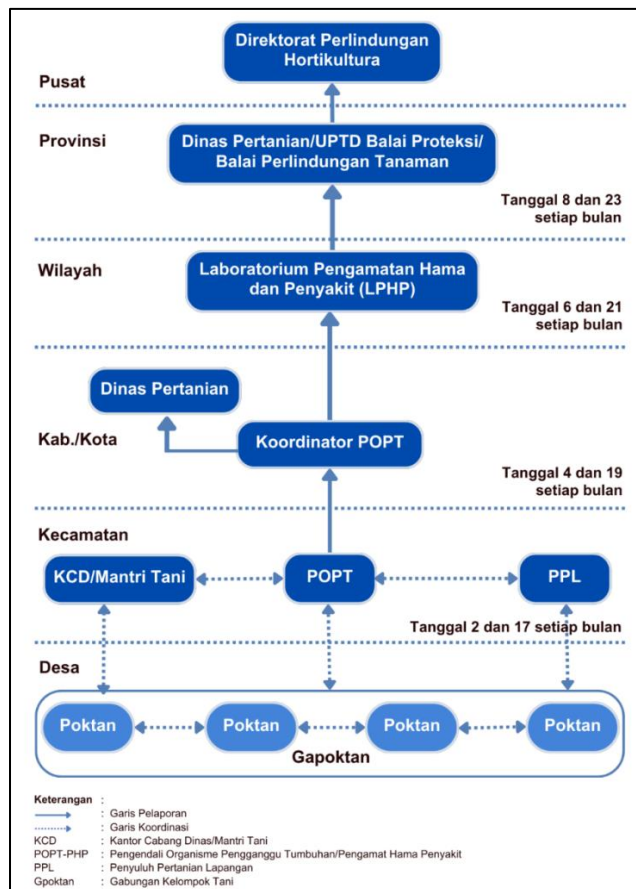 Direktorat Perlindungan
Hortikultura
Pusat
Provinsi
Dinas Pertanian/UPTD Balai Proteksi/
Balai Perlindungan Tanaman
Tanggal 8 dan 23
setiap bulan
Wilayah
Laboratorium Pengamatan Hama
dan Penyakit (LPHP)
Tanggal 6 dan 21
setiap bulan
Dinas Pertanian
Kab./Kota
Koordinator POPT
Tanggal 4 dan 19
setiap bulan
Kecamatan
KCD/Mantri Tani
POPT
PPL
Tanggal 2 dan 17 setiap bulan
Desa
Poktan
Poktan
Poktan
Poktan
Gapoktan
Keterangan :
: Garis Pelaporan
: Garis Koordinasi
KCD : Kantor Cabang Dinas/Mantri Tani
POPT-PHP : Pengendali Organisme Pengganggu Tumbuhan/Pengamat Hama Penyakit
PPL : Penyuluh Pertanian Lapangan
Gpoktan : Gabungan Kelompok Tani